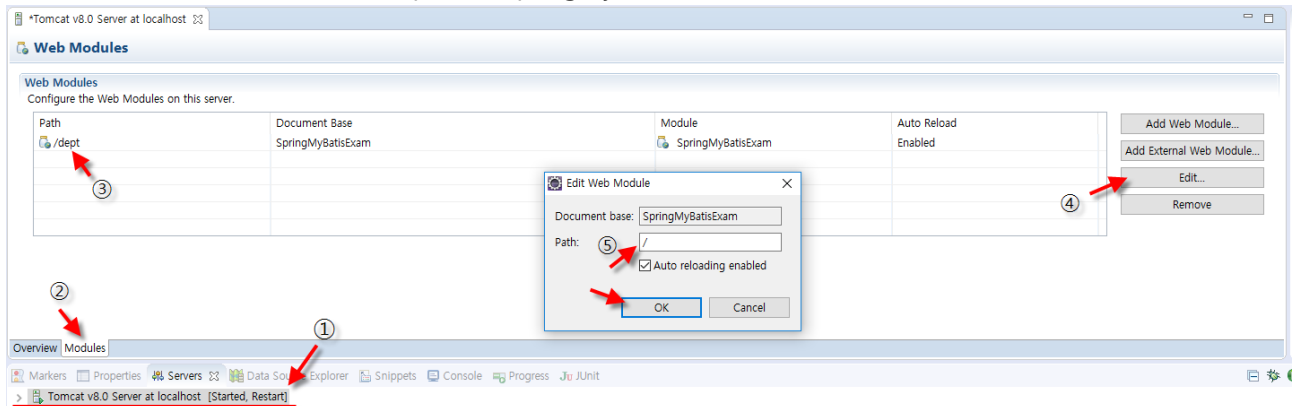 *Tomcat v8.0 Server at localhost
Web Modules
Web Modules
Configure the Web Modules on this server.
Path Document Base Module Auto Reload
/dept SpringMyBatisExam SpringMyBatisExam Enabled
Add Web Module...
Add External Web Module...
Edit...
Remove
③
④
Edit Web Module
Document base: SpringMyBatisExam
Path: ⑤ /
Auto reloading enabled
OK Cancel
②
①
Overview Modules
Markers Properties Servers Data Source Explorer Snippets Console Progress Ju JUnit
Tomcat v8.0 Server at localhost [Started, Restart]